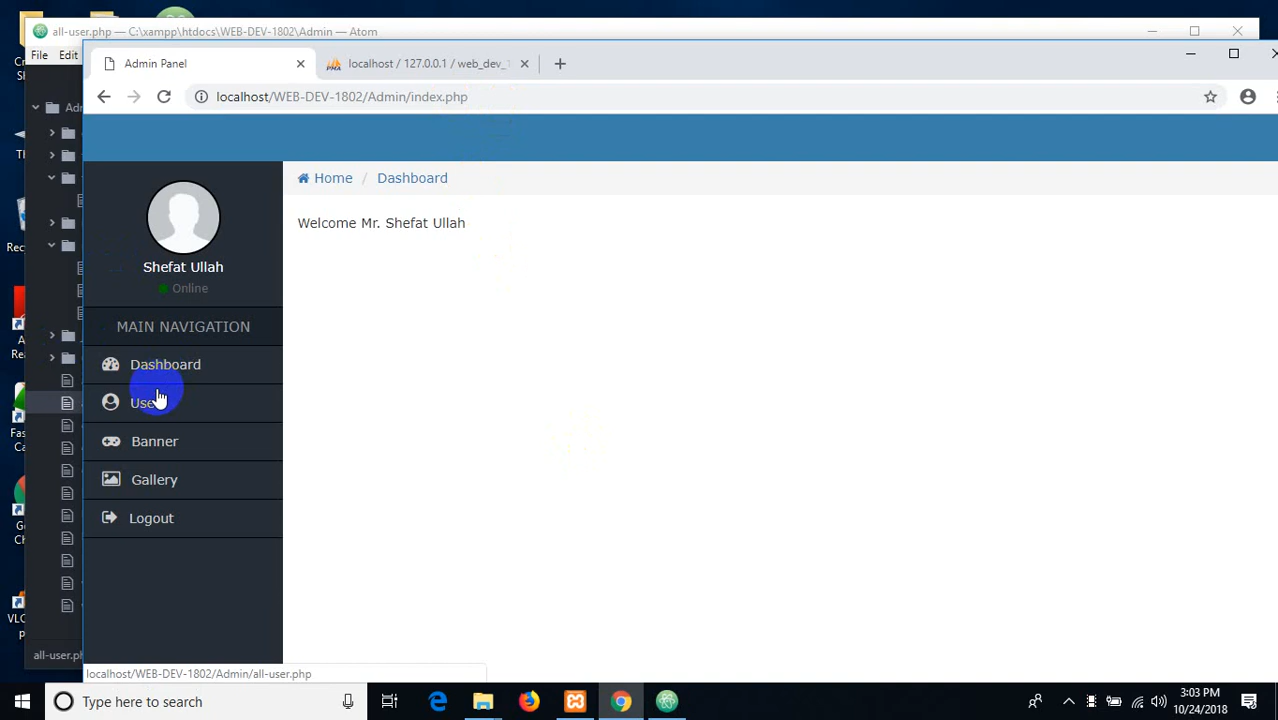 all-user.php — C:\xampp\htdocs\WEB-DEV-1802\Admin — Atom
File Edit
Admin Panel
localhost / 127.0.0.1 / web_dev_1
localhost/WEB-DEV-1802/Admin/index.php
Home / Dashboard
Welcome Mr. Shefat Ullah
Shefat Ullah
Online
MAIN NAVIGATION
Dashboard
Use
Banner
Gallery
Logout
localhost/WEB-DEV-1802/Admin/all-user.php
all-user.ph
Type here to search
3:03 PM
10/24/2018